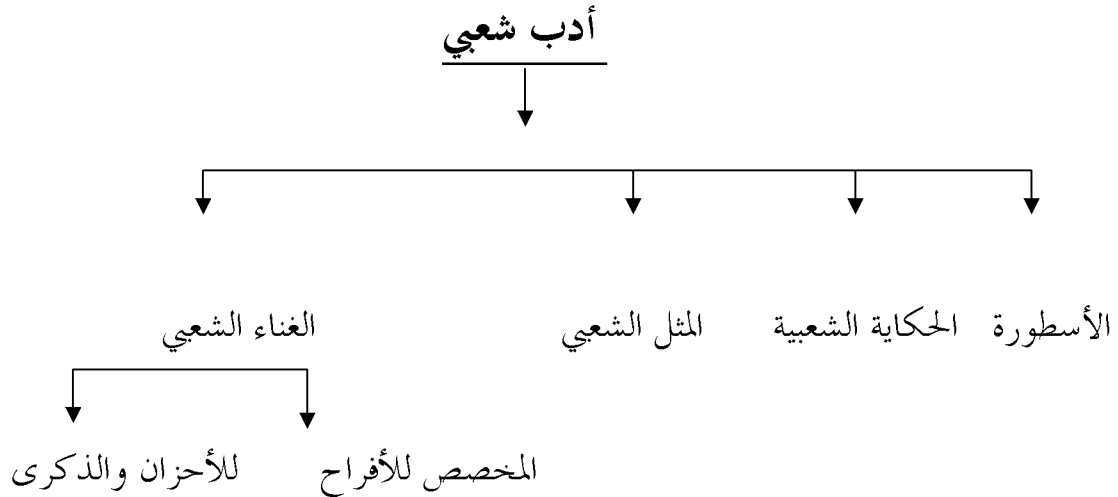 أدب شعبي
الأسطورة الحكاية الشعبية المثل الشعبي الغناء الشعبي
المخصص للأفراح للأحزان والذكرى